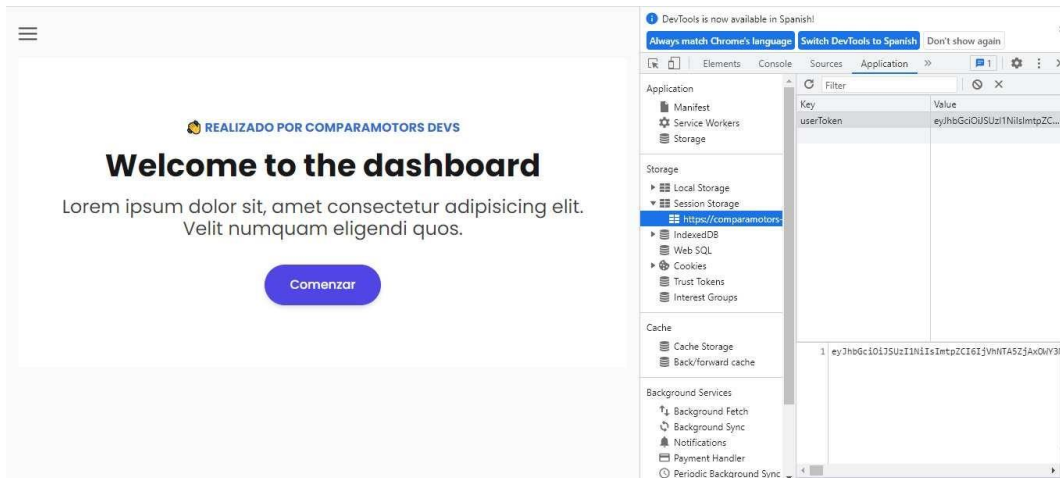 REALIZADO POR COMPARAMOTORS DEVS
Welcome to the dashboard
Lorem ipsum dolor sit, amet consectetur adipisicing elit.
Velit numquam eligendi quos.
Comenzar
DevTools is now available in Spanish!
Always match Chrome's language Switch DevTools to Spanish Don't show again
Elements Console Sources Application » 1
Application
Manifest
Service Workers
Storage
Storage
Local Storage
Session Storage
https://comparamotors-
IndexedDB
Web SQL
Cookies
Trust Tokens
Interest Groups
Cache
Cache Storage
Back/forward cache
Background Services
Background Fetch
Background Sync
Notifications
Payment Handler
Periodic Background Sync
Filter
Key Value
userToken eyJhbGciOiJSUzI1NiIsImtpZC...
1 eyJhbGciOiJSUzI1NiIsImtpZCI6IjVhNTA5ZjAxOWY3